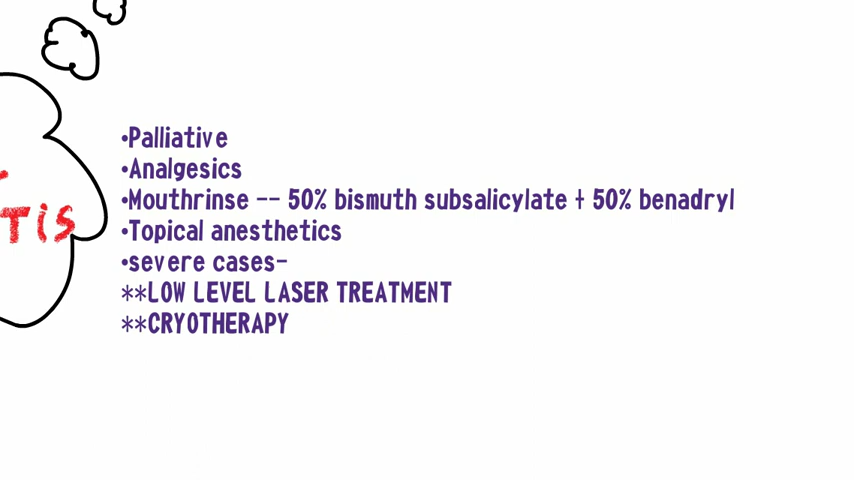 Tis
•Palliative
•Analgesics
•Mouthrinse -- 50% bismuth subsalicylate + 50% benadryl
•Topical anesthetics
•severe cases-
**LOW LEVEL LASER TREATMENT
**CRYOTHERAPY